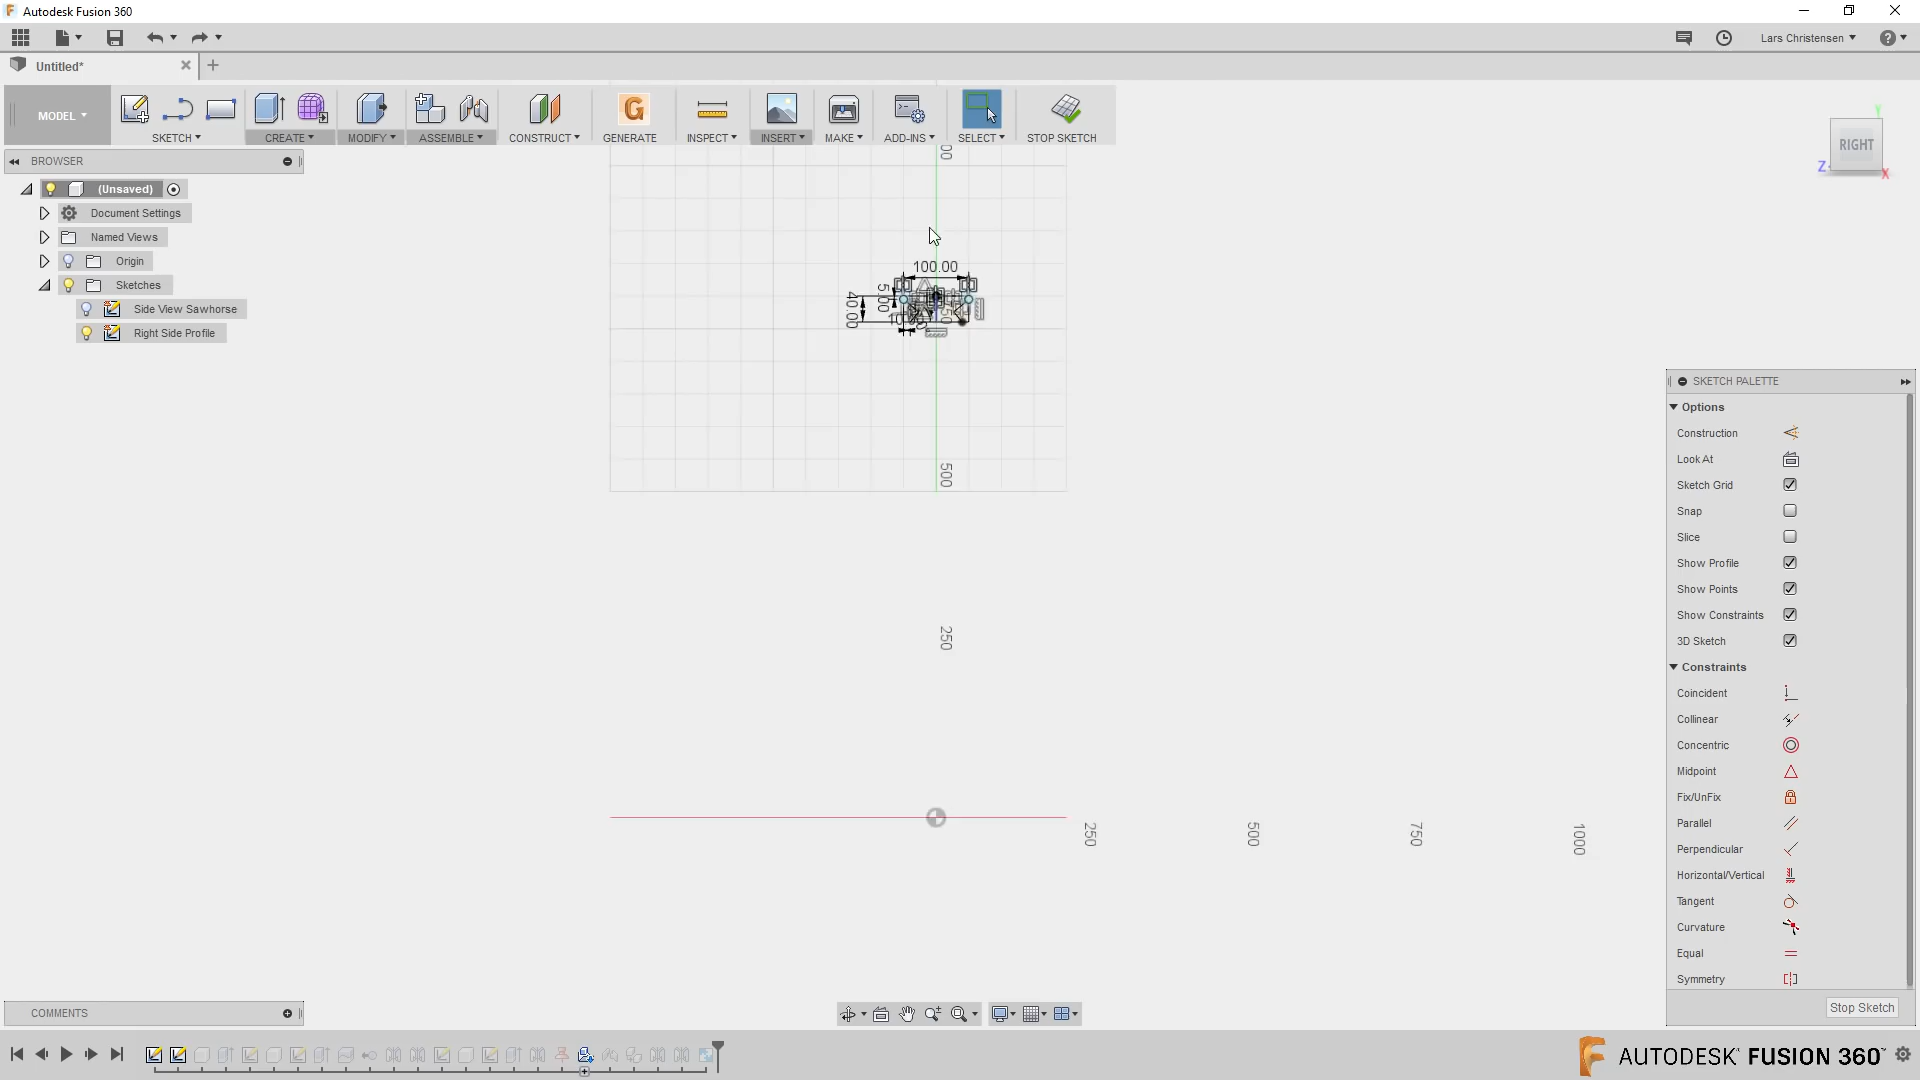 Autodesk Fusion 360
Lars Christensen
Untitled*
MODEL
SKETCH
CREATE
MODIFY
ASSEMBLE
CONSTRUCT
GENERATE
INSPECT
INSERT
MAKE
ADD-INS
SELECT
STOP SKETCH
RIGHT
Z
Y
X
BROWSER
(Unsaved)
Document Settings
Named Views
Origin
Sketches
Side View Sawhorse
Right Side Profile
100.00
5.00
40.00
500
250
250
500
750
1000
SKETCH PALETTE
Options
Construction
Look At
Sketch Grid
Snap
Slice
Show Profile
Show Points
Show Constraints
3D Sketch
Constraints
Coincident
Collinear
Concentric
Midpoint
Fix/UnFix
Parallel
Perpendicular
Horizontal/Vertical
Tangent
Curvature
Equal
Symmetry
Stop Sketch
COMMENTS
AUTODESK® FUSION 360™